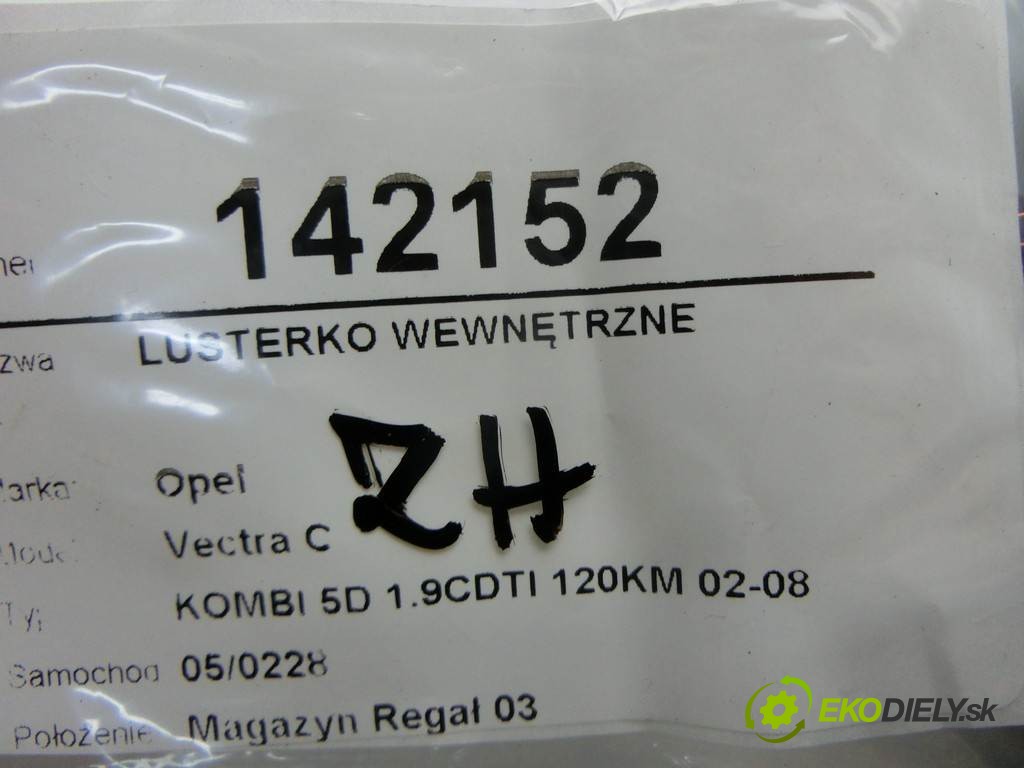 142152
LUSTERKO WEWNĘTRZNE
Opel
ZH
Vectra C
KOMBI 5D 1.9CDTI 120KM 02-08
Samochod 05/0228
Położenie Magazyn Regał 03
EKODIELY.sk